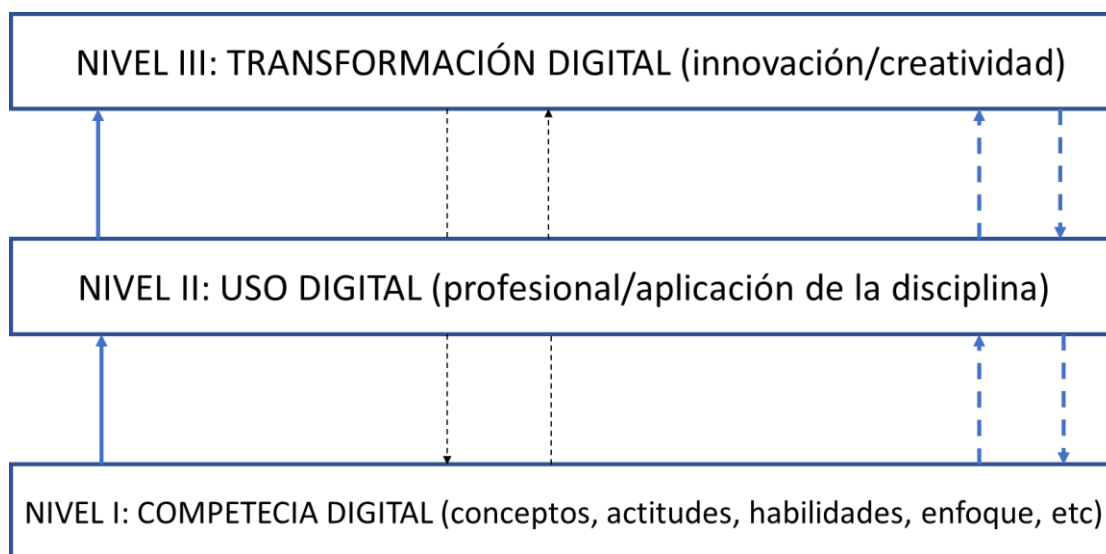 NIVEL III: TRANSFORMACIÓN DIGITAL (innovación/creatividad)
NIVEL II: USO DIGITAL (profesional/aplicación de la disciplina)
NIVEL I: COMPETECIA DIGITAL (conceptos, actitudes, habilidades, enfoque, etc)